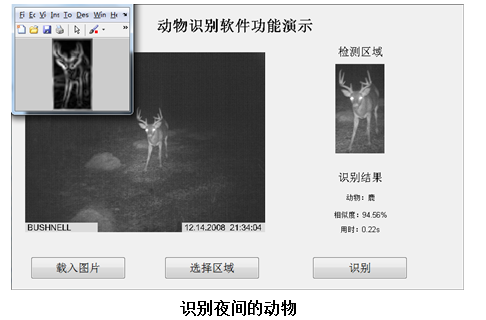 Fi Ec Vi Ins To Des Win He
动物识别软件功能演示
检测区域
识别结果
动物：鹿
相似度：94.56%
用时：0.22s
BUSHNELL 12.14.2008 21:34:04
载入图片 选择区域 识别
识别夜间的动物